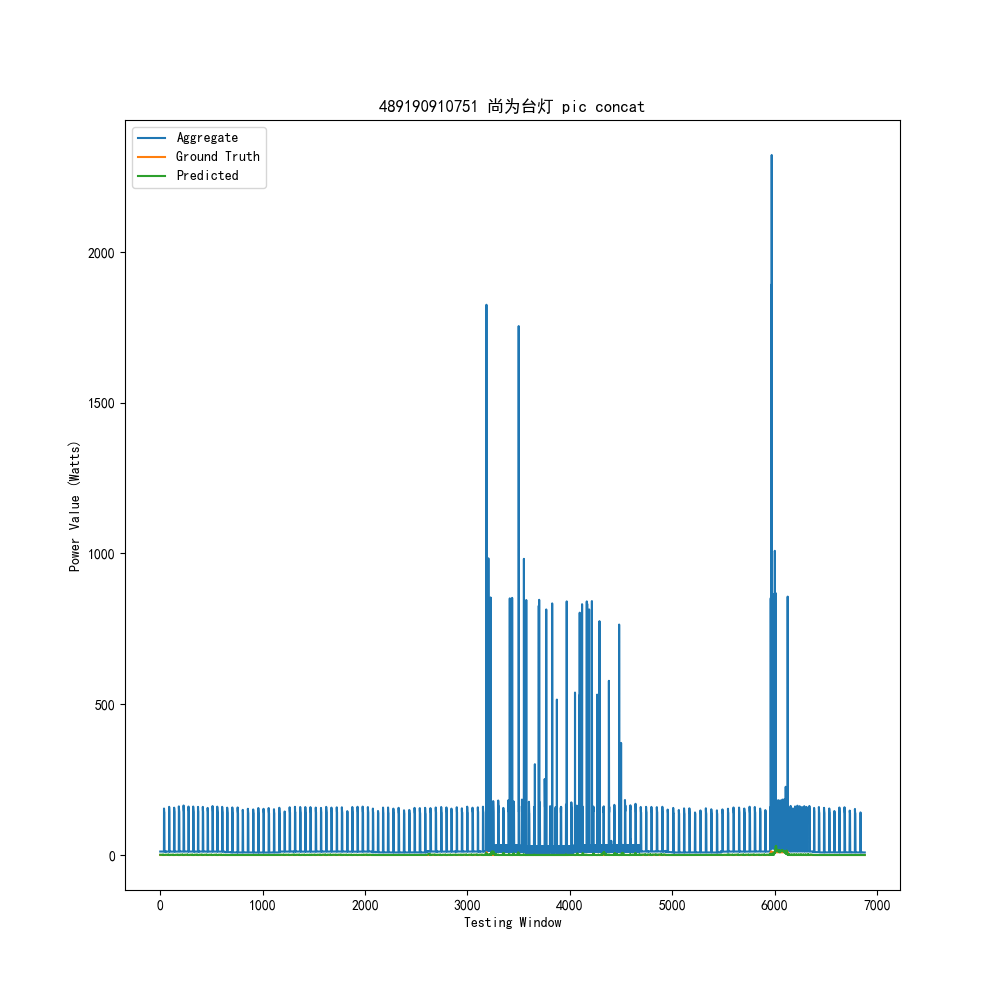 489190910751 尚为台灯 pic concat
Aggregate
Ground Truth
Predicted
Power Value (Watts)
2000
1500
1000
500
0
0 1000 2000 3000 4000 5000 6000 7000
Testing Window